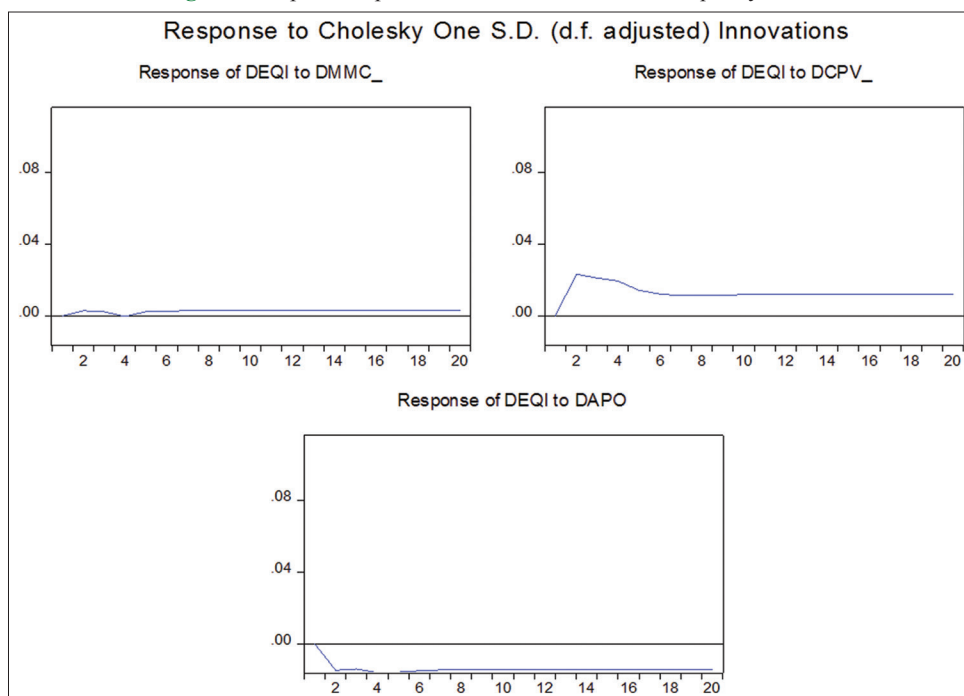 Response to Cholesky One S.D. (d.f. adjusted) Innovations
Response of DEQI to DMMC_
.08
.04
.00
2 4 6 8 10 12 14 16 18 20
Response of DEQI to DCPV_
.08
.04
.00
2 4 6 8 10 12 14 16 18 20
Response of DEQI to DAPO
.08
.04
.00
2 4 6 8 10 12 14 16 18 20